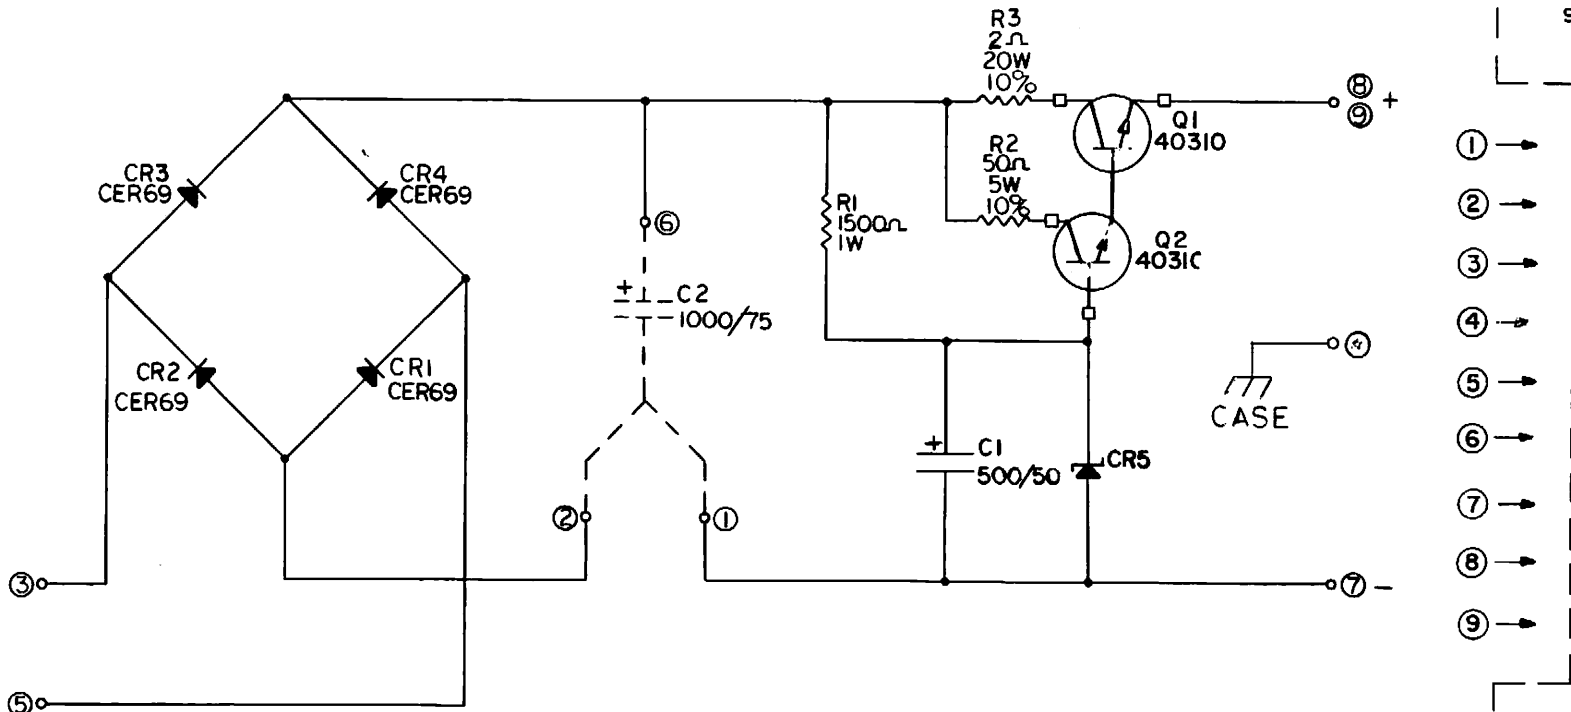 R3
2Ω
20W
10%
⑧
⑨ +
Q1
40310
R2
50Ω
5W
10%
CR3
CER69
CR4
CER69
⑥
R1
1500Ω
1W
Q2
4031C
+ C2
1000/75
CASE
CR2
CER69
CR1
CER69
+ C1
500/50
CR5
②
①
③
⑦ −
⑤
①
②
③
④
⑤
⑥
⑦
⑧
⑨